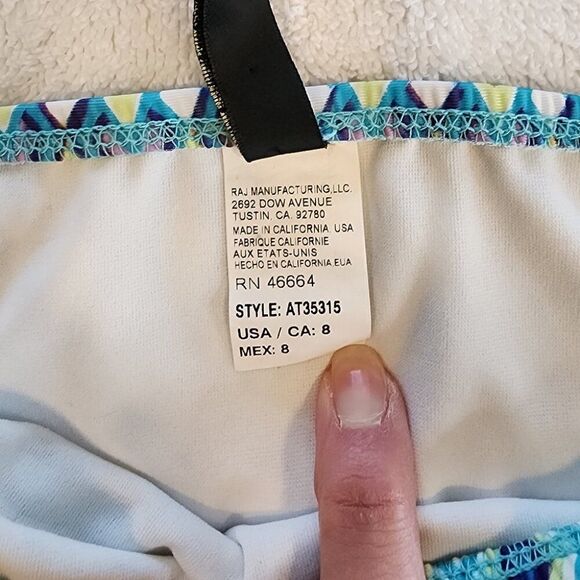 RAJ MANUFACTURING,LLC.
2692 DOW AVENUE
TUSTIN, CA. 92780
MADE IN CALIFORNIA, USA
FABRIQUE CALIFORNIE
AUX ETATS-UNIS
HECHO EN CALIFORNIA,EUA
RN 46664
STYLE: AT35315
USA / CA: 8
MEX: 8